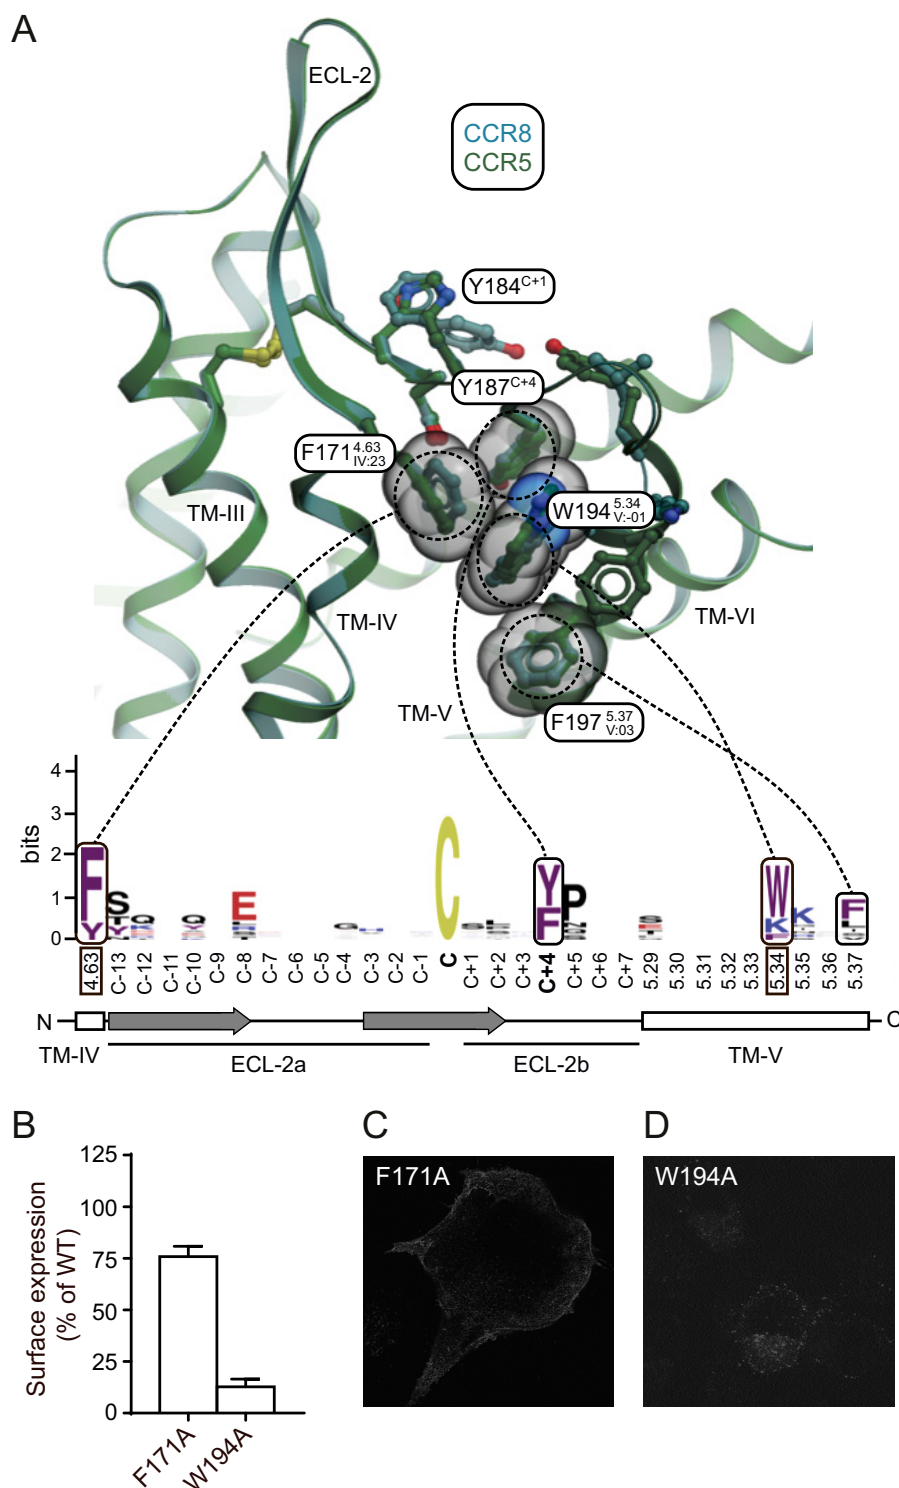 A
ECL-2
CCR8
CCR5
Y184C+1
Y187C+4
F171 4.63
IV:23
W194 5.34
V:-01
TM-III
TM-IV
TM-VI
TM-V
F197 5.37
V:03
bits
4
3
2
1
0
F
Y
S
E
C
Y
F
P
W
K
K
F
4.63 C-13 C-12 C-11 C-10 C-9 C-8 C-7 C-6 C-5 C-4 C-3 C-2 C-1 C C+1 C+2 C+3 C+4 C+5 C+6 C+7 5.29 5.30 5.31 5.32 5.33 5.34 5.35 5.36 5.37
N C
TM-IV ECL-2a ECL-2b TM-V
B
Surface expression
(% of WT)
125
100
75
50
25
0
F171A W194A
C
F171A
D
W194A